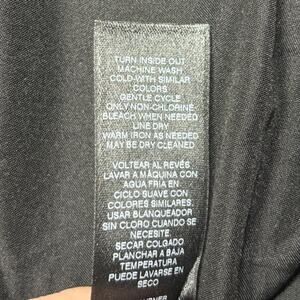 TURN INSIDE OUT
MACHINE WASH
COLD-WITH SIMILAR
COLORS
GENTLE CYCLE
ONLY NON-CHLORINE
BLEACH WHEN NEEDED
LINE DRY
WARM IRON AS NEEDED
MAY BE DRY CLEANED
VOLTEAR AL REVÉS
LAVAR A MÁQUINA CON
AGUA FRIA EN
CICLO SUAVE CON
COLORES SIMILARES.
USAR BLANQUEADOR
SIN CLORO CUANDO SE
NECESITE.
SECAR COLGADO
PLANCHAR A BAJA
TEMPERATURA
PUEDE LAVARSE EN
SECO